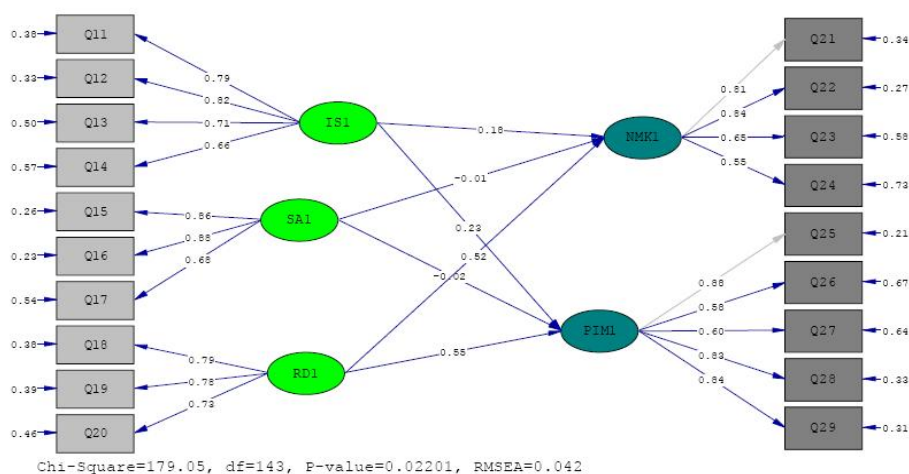 0.38 Q11
0.33 Q12
0.50 Q13
0.57 Q14
0.26 Q15
0.23 Q16
0.54 Q17
0.38 Q18
0.39 Q19
0.46 Q20
0.79
0.82
0.71
0.66
0.86
0.88
0.68
0.79
0.78
0.73
IS1
SA1
RD1
0.18
-0.01
0.23
0.52
-0.02
0.55
NMK1
PIM1
0.81
0.84
0.65
0.55
0.88
0.58
0.60
0.83
0.84
Q21 0.34
Q22 0.27
Q23 0.58
Q24 0.73
Q25 0.21
Q26 0.67
Q27 0.64
Q28 0.33
Q29 0.31
Chi-Square=179.05, df=143, P-value=0.02201, RMSEA=0.042